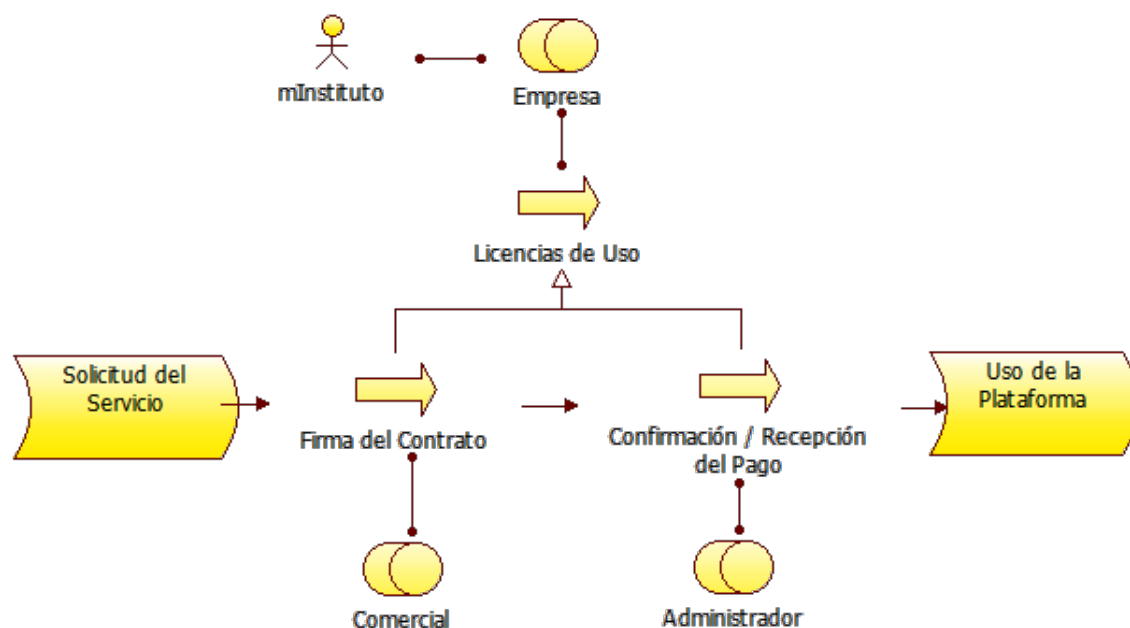 mInstituto
Empresa
Licencias de Uso
Solicitud del
Servicio
Firma del Contrato
Confirmación / Recepción
del Pago
Uso de la
Plataforma
Comercial
Administrador